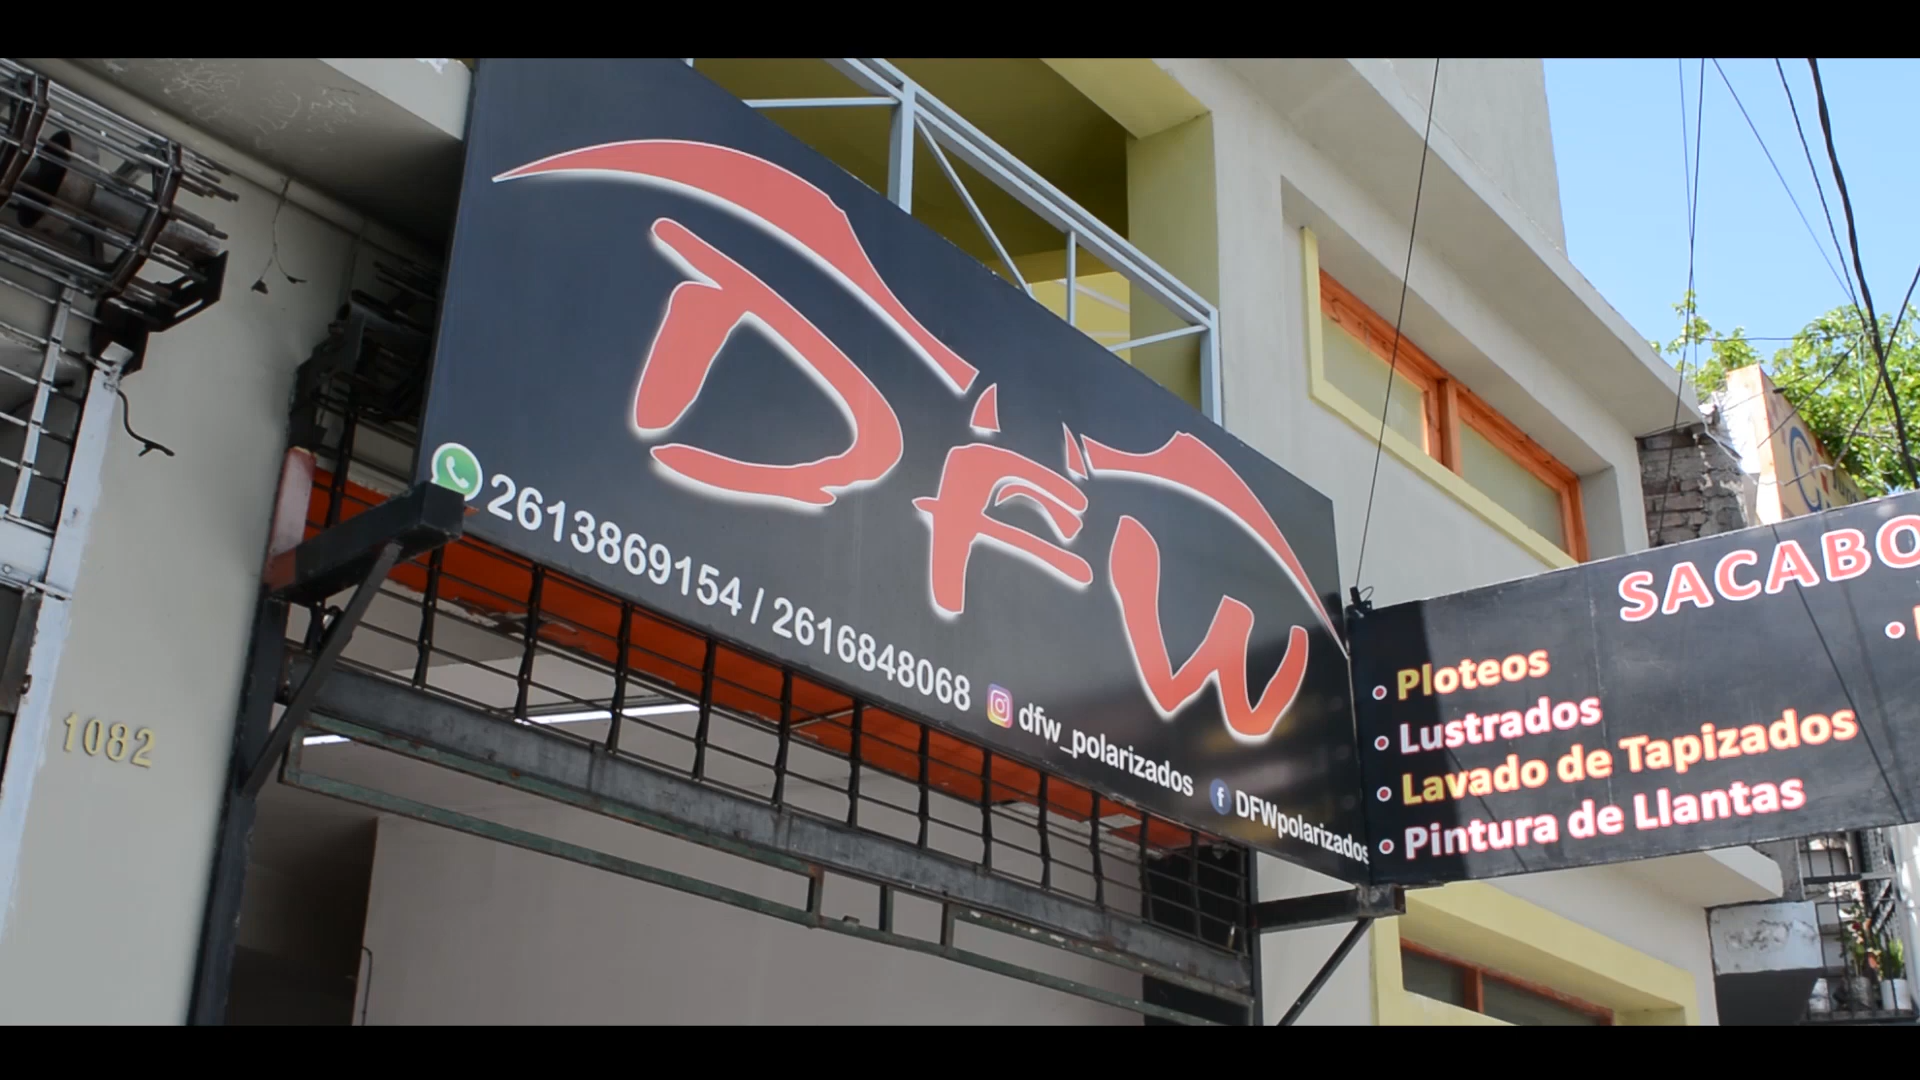 DFW
2613869154 / 2616848068
dfw_polarizados
DFWpolarizados
1082
SACABO
• Ploteos
• Lustrados
• Lavado de Tapizados
• Pintura de Llantas